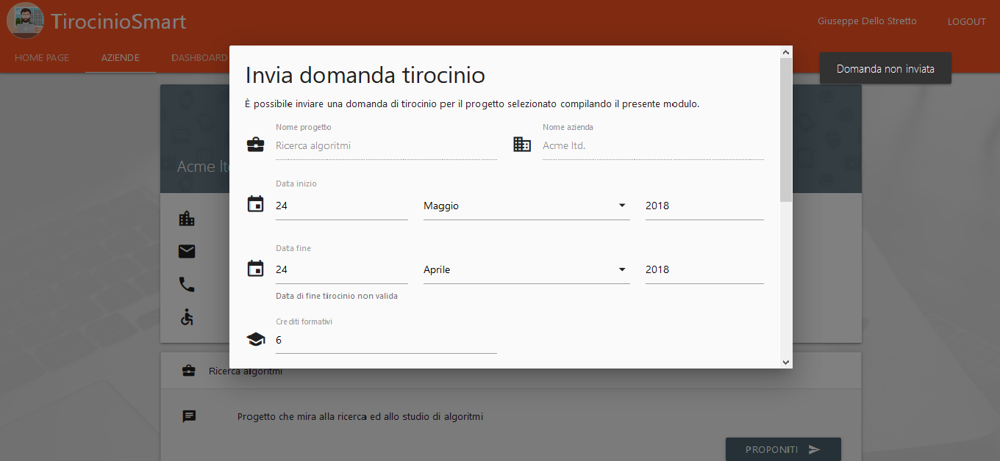 TirocinioSmart
Giuseppe Dello Stretto
LOGOUT
HOME PAGE
AZIENDE
DASHBOARD
Domanda non inviata
Invia domanda tirocinio
È possibile inviare una domanda di tirocinio per il progetto selezionato compilando il presente modulo.
Nome progetto
Nome azienda
Ricerca algoritmi
Acme ltd.
Acme lt
Data inizio
24 Maggio 2018
Data fine
24 Aprile 2018
Data di fine tirocinio non valida
Crediti formativi
6
Ricerca algoritmi
Progetto che mira alla ricerca ed allo studio di algoritmi
PROPONITI